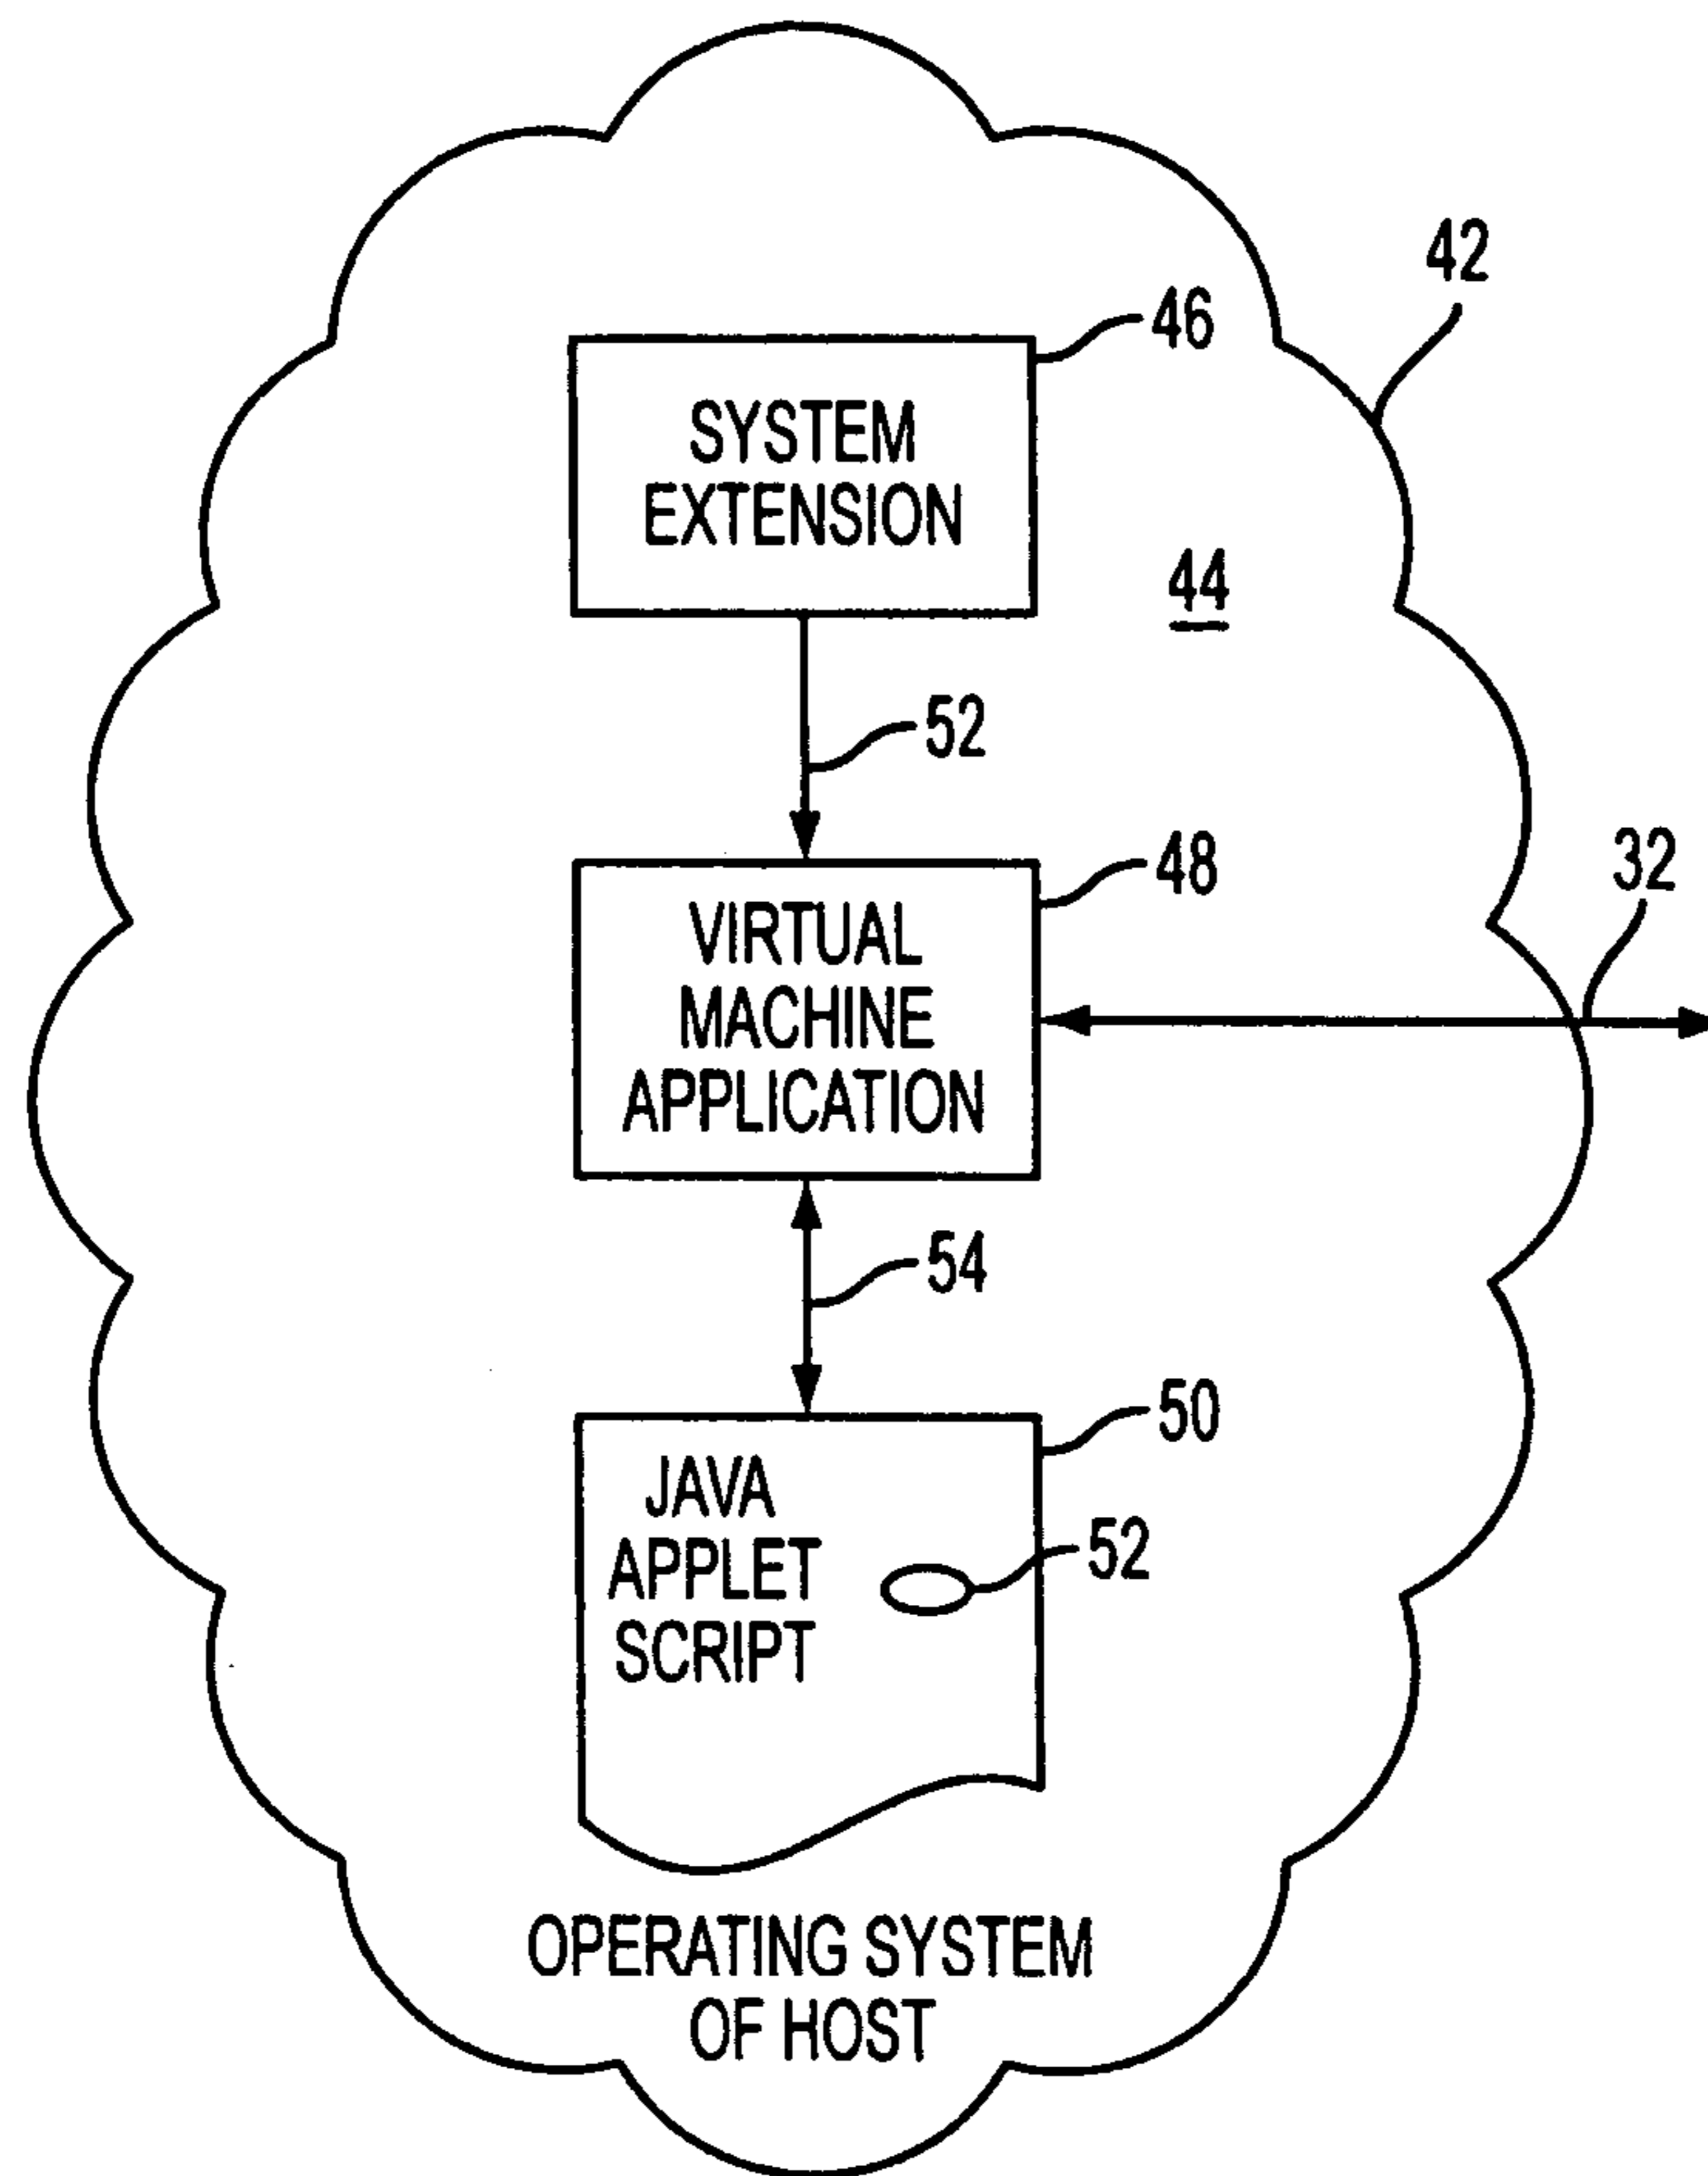 42
46
SYSTEM
EXTENSION
44
52
48
32
VIRTUAL
MACHINE
APPLICATION
54
50
JAVA
52
APPLET
SCRIPT
OPERATING SYSTEM
OF HOST